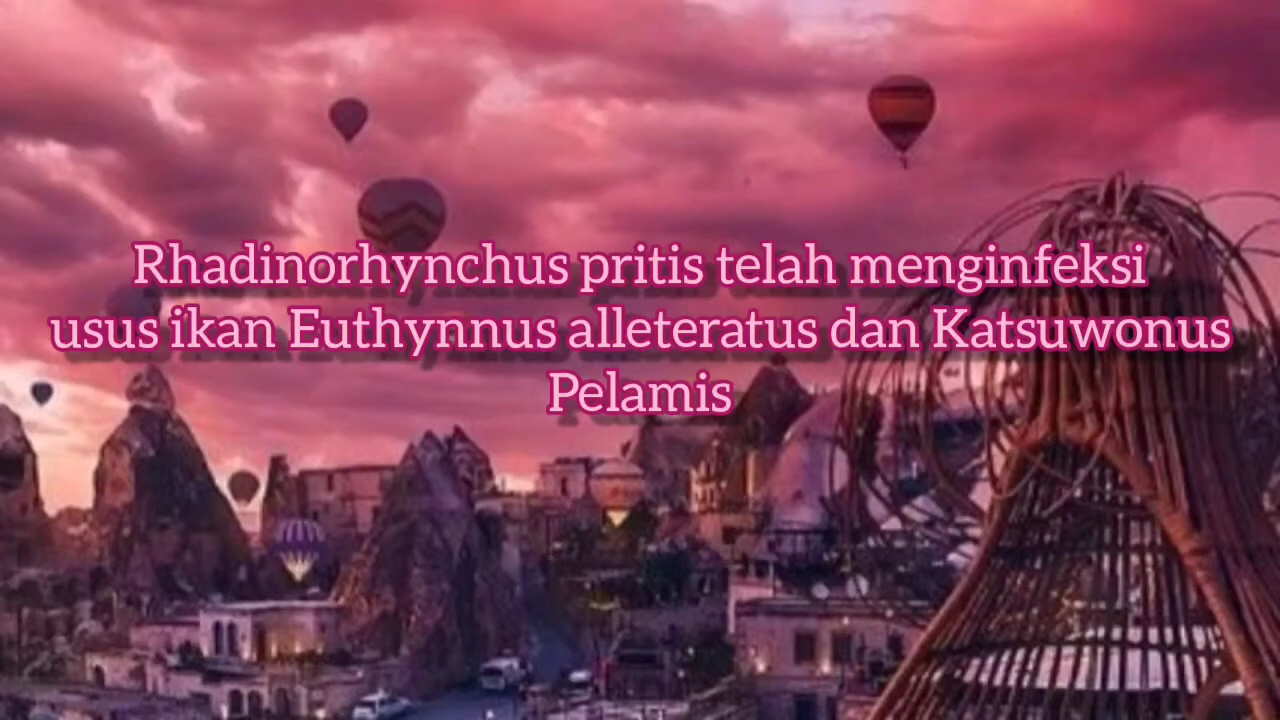 Rhadinorhynchus pritis telah menginfeksi
usus ikan Euthynnus alleteratus dan Katsuwonus
Pelamis